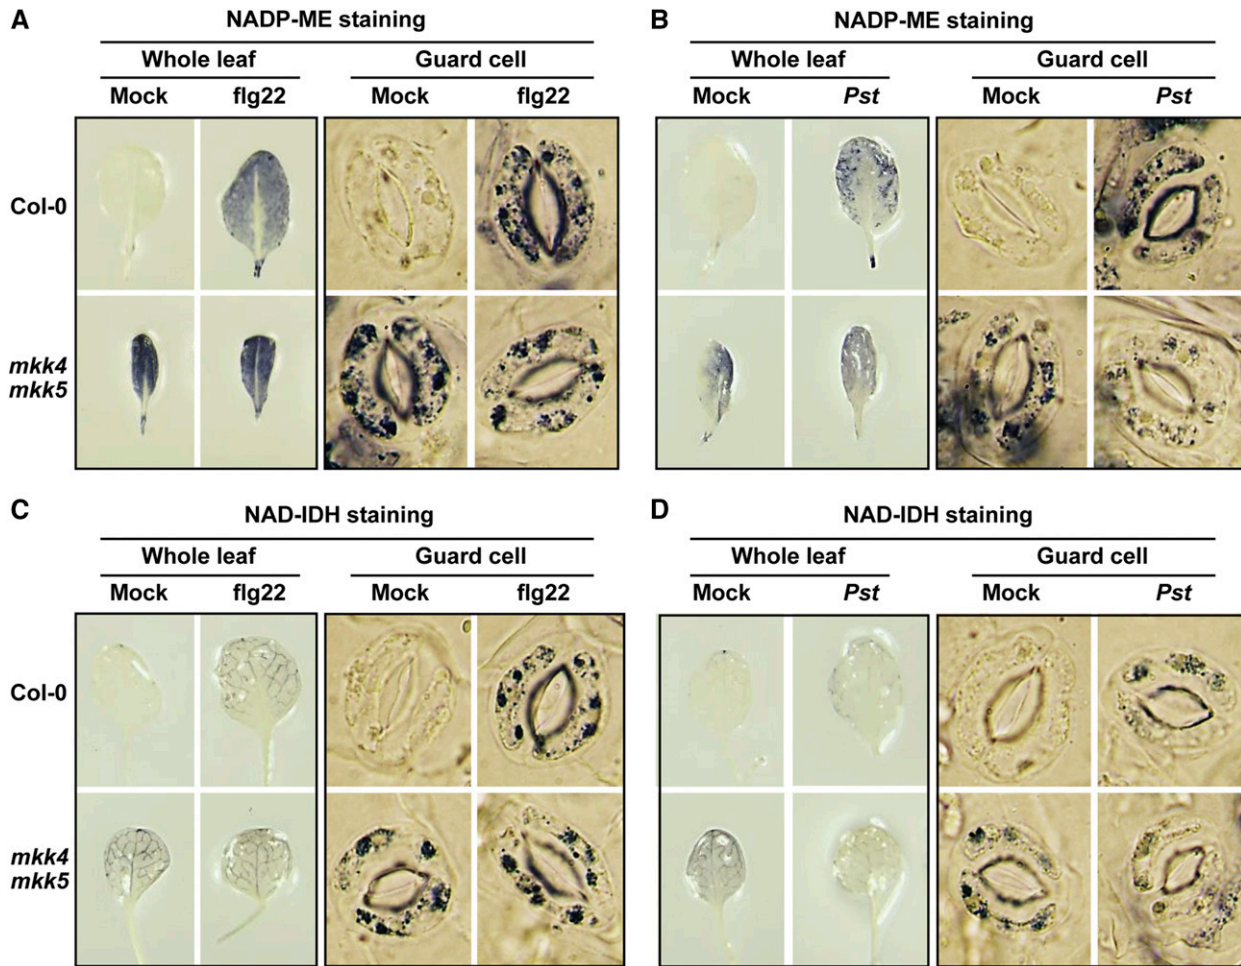 A
NADP-ME staining
Whole leaf Guard cell
Mock flg22 Mock flg22
Col-0
mkk4
mkk5
B
NADP-ME staining
Whole leaf Guard cell
Mock Pst Mock Pst
C
NAD-IDH staining
Whole leaf Guard cell
Mock flg22 Mock flg22
Col-0
mkk4
mkk5
D
NAD-IDH staining
Whole leaf Guard cell
Mock Pst Mock Pst